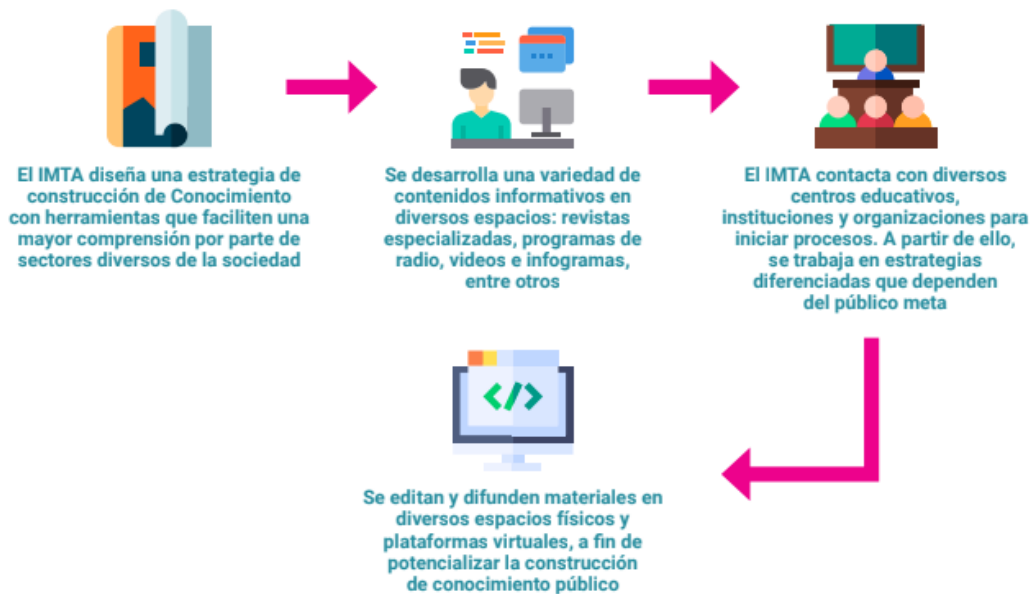 El IMTA diseña una estrategia de
construcción de Conocimiento
con herramientas que faciliten una
mayor comprensión por parte de
sectores diversos de la sociedad
Se desarrolla una variedad de
contenidos informativos en
diversos espacios: revistas
especializadas, programas de
radio, videos e infogramas,
entre otros
El IMTA contacta con diversos
centros educativos,
instituciones y organizaciones para
iniciar procesos. A partir de ello,
se trabaja en estrategias
diferenciadas que dependen
del público meta
</>
Se editan y difunden materiales en
diversos espacios físicos y
plataformas virtuales, a fin de
potencializar la construcción
de conocimiento público